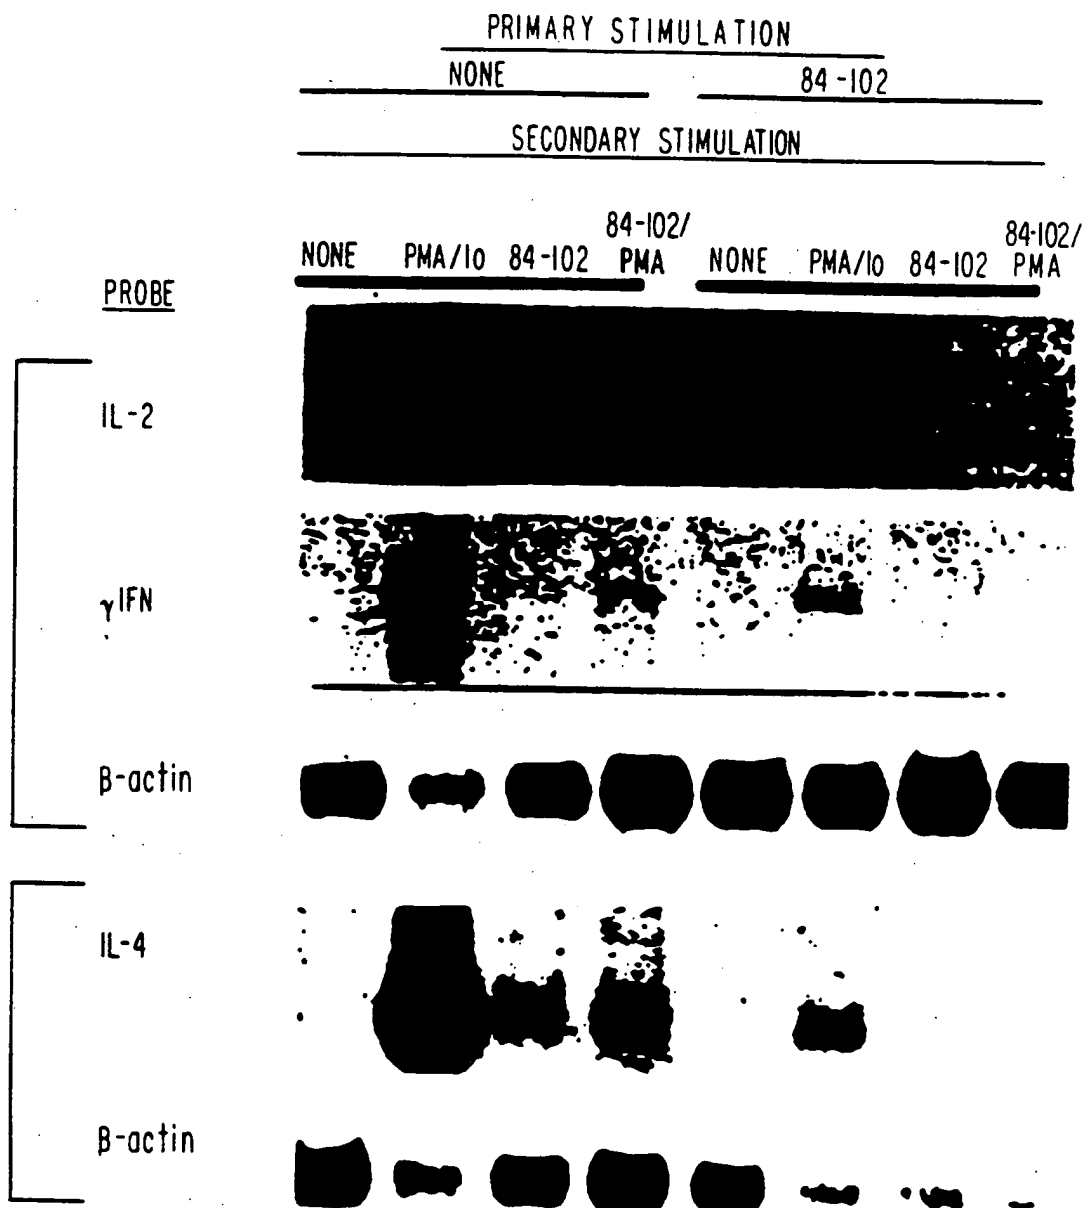 PRIMARY STIMULATION
NONE 84-102
SECONDARY STIMULATION
84-102/ 84-102/
NONE PMA/Io 84-102 PMA NONE PMA/Io 84-102 PMA
PROBE
IL-2
γIFN
β-actin
IL-4
β-actin